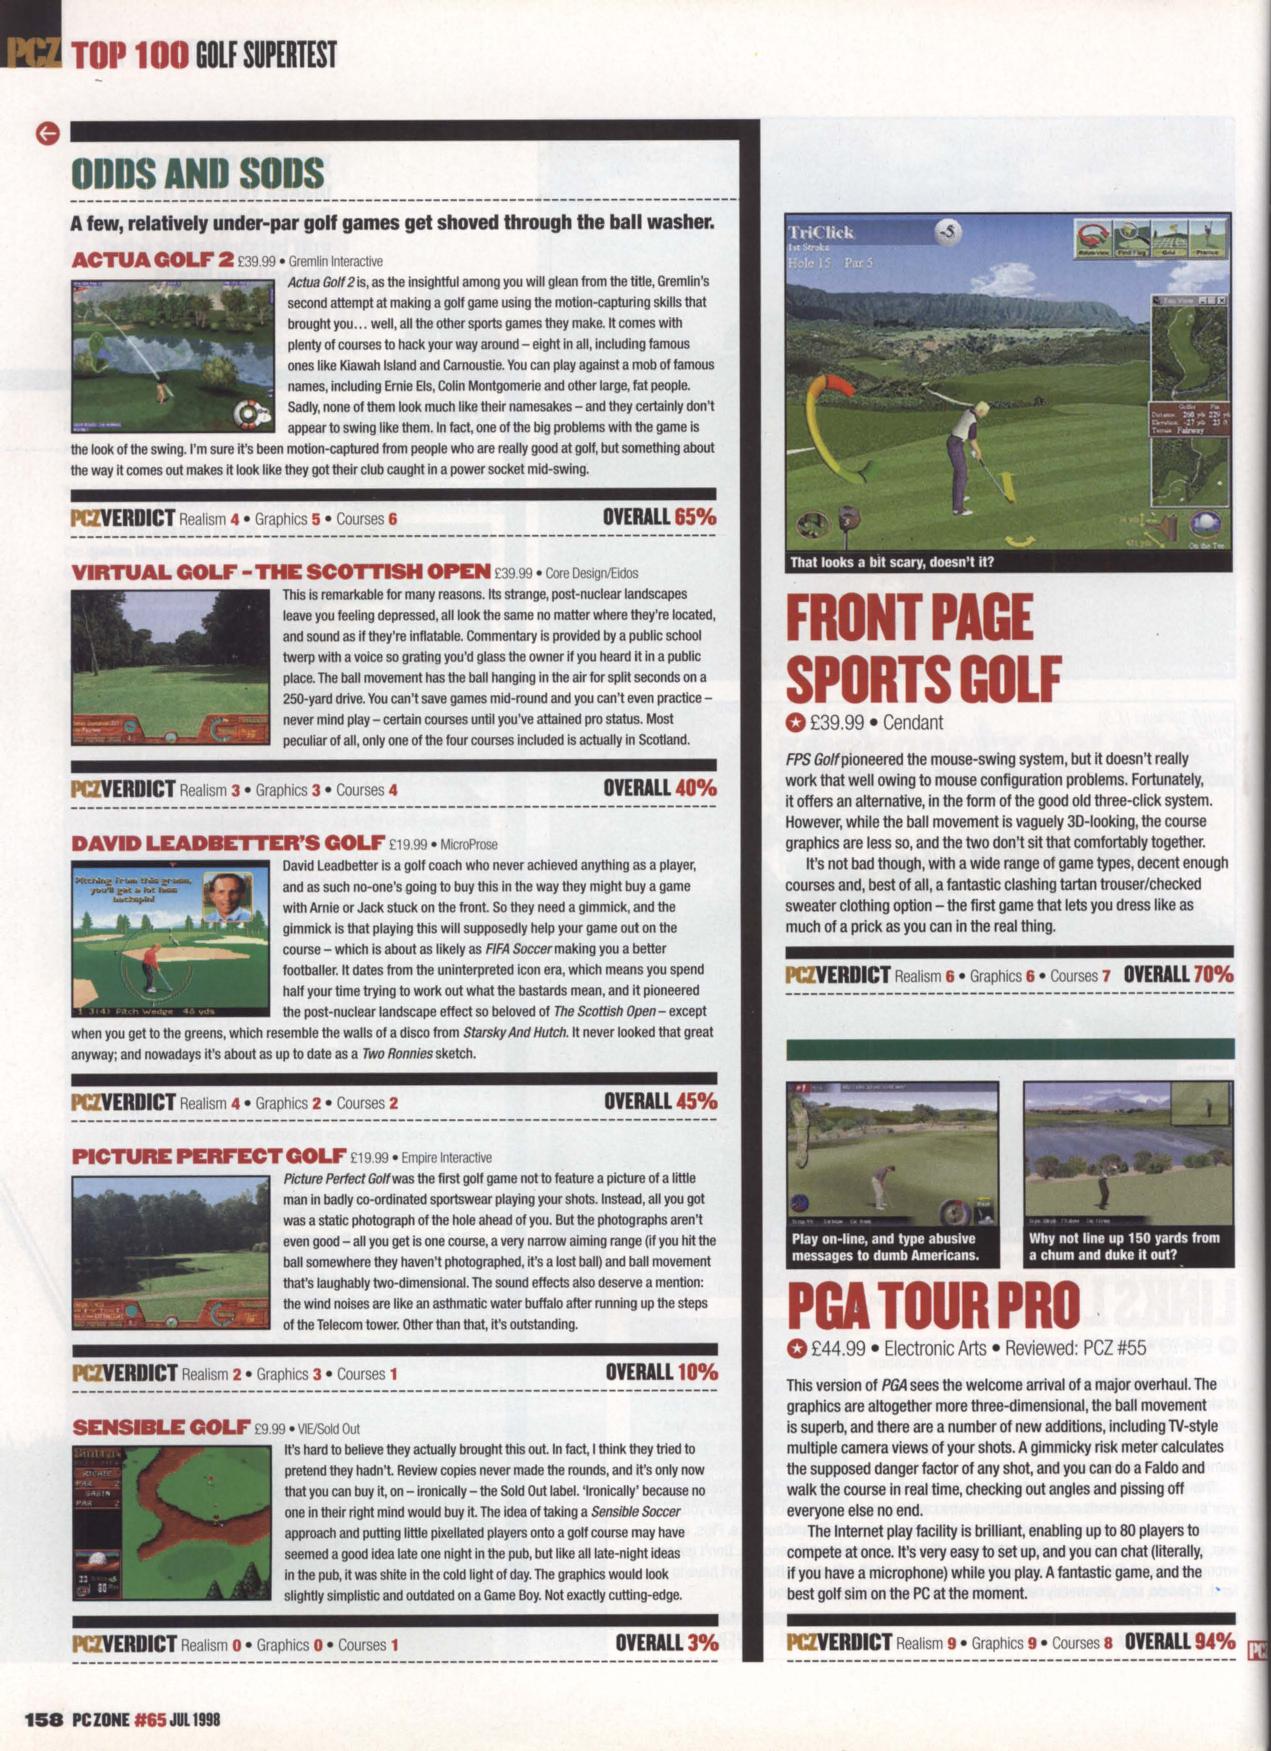 PCZ TOP 100 GOLF SUPERTEST
ODDS AND SODS
A few, relatively under-par golf games get shoved through the ball washer.
ACTUA GOLF 2 £39.99 • Gremlin Interactive
Actua Golf 2 is, as the insightful among you will glean from the title, Gremlin's
second attempt at making a golf game using the motion-capturing skills that
brought you... well, all the other sports games they make. It comes with
plenty of courses to hack your way around – eight in all, including famous
ones like Kiawah Island and Carnoustie. You can play against a mob of famous
names, including Ernie Els, Colin Montgomerie and other large, fat people.
Sadly, none of them look much like their namesakes – and they certainly don't
appear to swing like them. In fact, one of the big problems with the game is
the look of the swing. I'm sure it's been motion-captured from people who are really good at golf, but something about
the way it comes out makes it look like they got their club caught in a power socket mid-swing.
PCZVERDICT Realism 4 • Graphics 5 • Courses 6 OVERALL 65%
VIRTUAL GOLF – THE SCOTTISH OPEN £39.99 • Core Design/Eidos
This is remarkable for many reasons. Its strange, post-nuclear landscapes
leave you feeling depressed, all look the same no matter where they're located,
and sound as if they're inflatable. Commentary is provided by a public school
twerp with a voice so grating you'd glass the owner if you heard it in a public
place. The ball movement has the ball hanging in the air for split seconds on a
250-yard drive. You can't save games mid-round and you can't even practice –
never mind play – certain courses until you've attained pro status. Most
peculiar of all, only one of the four courses included is actually in Scotland.
PCZVERDICT Realism 3 • Graphics 3 • Courses 4 OVERALL 40%
DAVID LEADBETTER'S GOLF £19.99 • MicroProse
Pitching from this grass,
you'll get a lot less
backspin!
3(4) Pitch Wedge 46 yds
David Leadbetter is a golf coach who never achieved anything as a player,
and as such no-one's going to buy this in the way they might buy a game
with Arnie or Jack stuck on the front. So they need a gimmick, and the
gimmick is that playing this will supposedly help your game out on the
course – which is about as likely as FIFA Soccer making you a better
footballer. It dates from the uninterpreted icon era, which means you spend
half your time trying to work out what the bastards mean, and it pioneered
the post-nuclear landscape effect so beloved of The Scottish Open – except
when you get to the greens, which resemble the walls of a disco from Starsky And Hutch. It never looked that great
anyway; and nowadays it's about as up to date as a Two Ronnies sketch.
PCZVERDICT Realism 4 • Graphics 2 • Courses 2 OVERALL 45%
PICTURE PERFECT GOLF £19.99 • Empire Interactive
Picture Perfect Golf was the first golf game not to feature a picture of a little
man in badly co-ordinated sportswear playing your shots. Instead, all you got
was a static photograph of the hole ahead of you. But the photographs aren't
even good – all you get is one course, a very narrow aiming range (if you hit the
ball somewhere they haven't photographed, it's a lost ball) and ball movement
that's laughably two-dimensional. The sound effects also deserve a mention:
the wind noises are like an asthmatic water buffalo after running up the steps
of the Telecom tower. Other than that, it's outstanding.
PCZVERDICT Realism 2 • Graphics 3 • Courses 1 OVERALL 10%
SENSIBLE GOLF £9.99 • VIE/Sold Out
PAR 2
PAR 2
It's hard to believe they actually brought this out. In fact, I think they tried to
pretend they hadn't. Review copies never made the rounds, and it's only now
that you can buy it, on – ironically – the Sold Out label. 'Ironically' because no
one in their right mind would buy it. The idea of taking a Sensible Soccer
approach and putting little pixellated players onto a golf course may have
seemed a good idea late one night in the pub, but like all late-night ideas
in the pub, it was shite in the cold light of day. The graphics would look
slightly simplistic and outdated on a Game Boy. Not exactly cutting-edge.
PCZVERDICT Realism 0 • Graphics 0 • Courses 1 OVERALL 3%
TriClick
1st Stroke
Hole 15 Par 5
-5
Find Flag
Grid
Top View
Distance: 268 yds 229 yds
Terrain: Fairway
On the Tee
That looks a bit scary, doesn't it?
FRONT PAGE
SPORTS GOLF
£39.99 • Cendant
FPS Golf pioneered the mouse-swing system, but it doesn't really
work that well owing to mouse configuration problems. Fortunately,
it offers an alternative, in the form of the good old three-click system.
However, while the ball movement is vaguely 3D-looking, the course
graphics are less so, and the two don't sit that comfortably together.
It's not bad though, with a wide range of game types, decent enough
courses and, best of all, a fantastic clashing tartan trouser/checked
sweater clothing option – the first game that lets you dress like as
much of a prick as you can in the real thing.
PCZVERDICT Realism 6 • Graphics 6 • Courses 7 OVERALL 70%
Play on-line, and type abusive
messages to dumb Americans.
Why not line up 150 yards from
a chum and duke it out?
PGA TOUR PRO
£44.99 • Electronic Arts • Reviewed: PCZ #55
This version of PGA sees the welcome arrival of a major overhaul. The
graphics are altogether more three-dimensional, the ball movement
is superb, and there are a number of new additions, including TV-style
multiple camera views of your shots. A gimmicky risk meter calculates
the supposed danger factor of any shot, and you can do a Faldo and
walk the course in real time, checking out angles and pissing off
everyone else no end.
The Internet play facility is brilliant, enabling up to 80 players to
compete at once. It's very easy to set up, and you can chat (literally,
if you have a microphone) while you play. A fantastic game, and the
best golf sim on the PC at the moment.
PCZVERDICT Realism 9 • Graphics 9 • Courses 8 OVERALL 94%
158 PC ZONE #65 JUL 1998